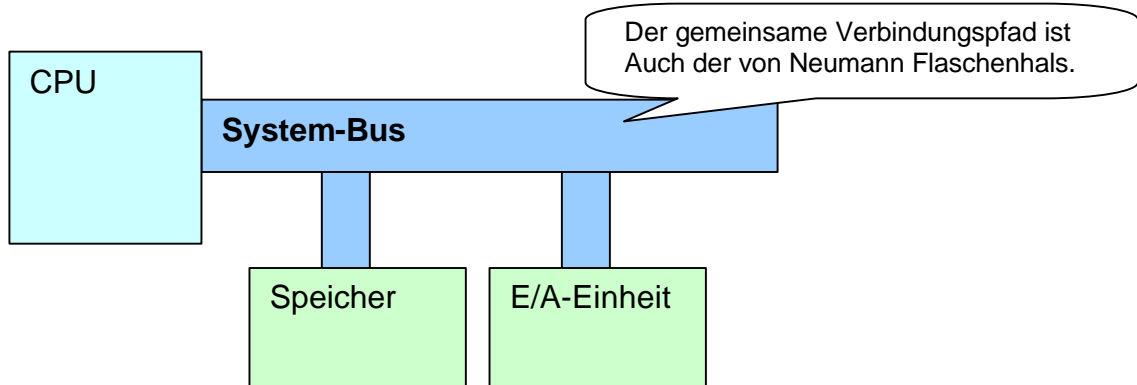 Der gemeinsame Verbindungspfad ist
Auch der von Neumann Flaschenhals.
CPU
System-Bus
Speicher
E/A-Einheit